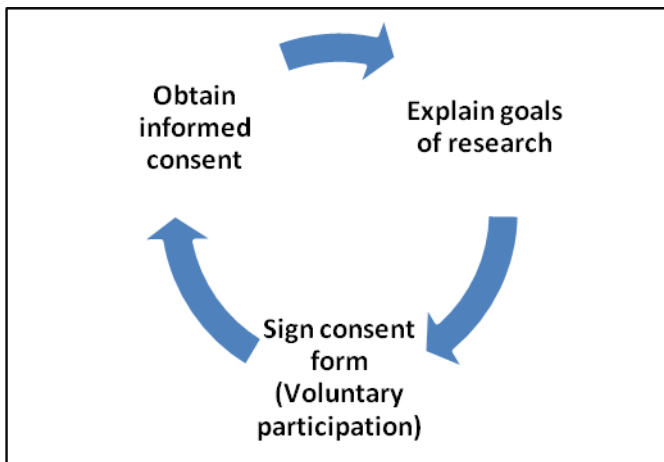 Obtain
informed
consent
Explain goals
of research
Sign consent
form
(Voluntary
participation)